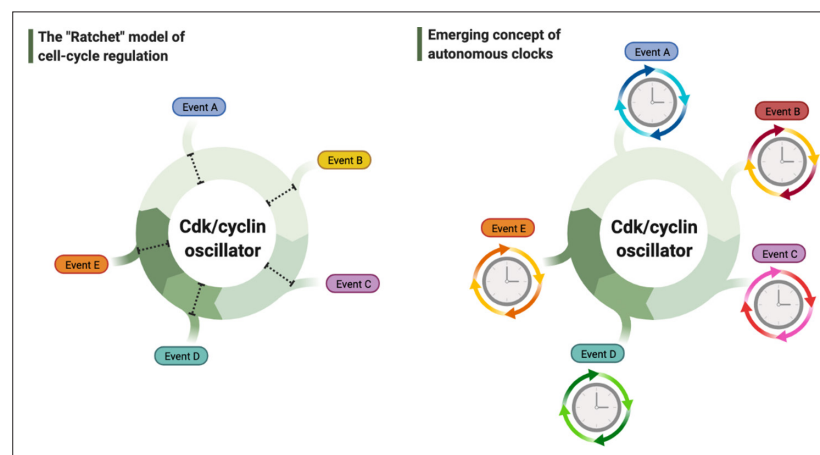 The "Ratchet" model of
cell-cycle regulation
Event A
Event B
Cdk/cyclin
oscillator
Event E
Event C
Event D
Emerging concept of
autonomous clocks
Event A
Event B
Event E
Cdk/cyclin
oscillator
Event C
Event D